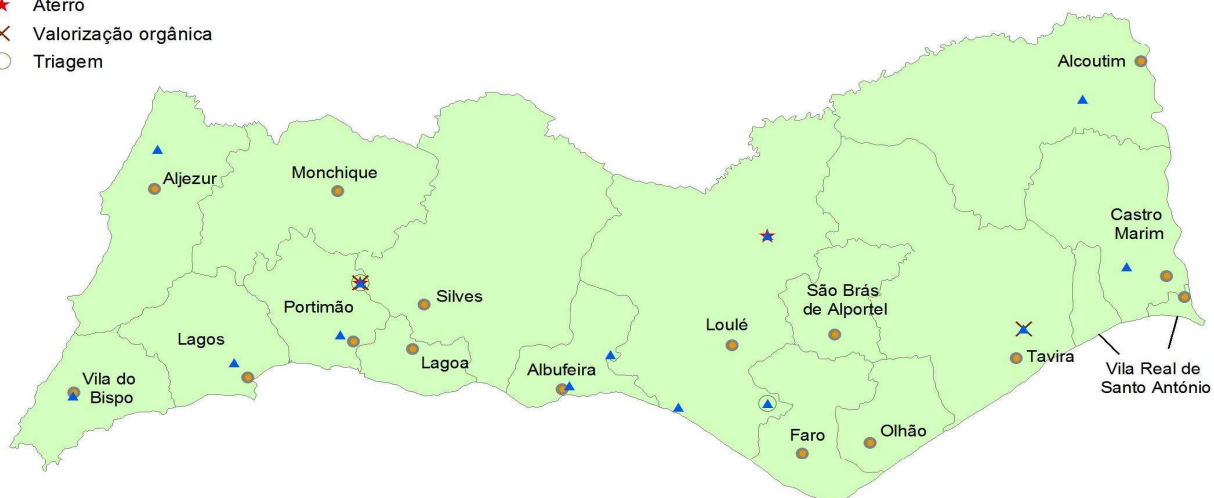 Aterro
Valorização orgânica
Triagem
Alcoutim
Aljezur
Monchique
Castro
Marim
Silves
Portimão
São Brás
de Alportel
Loulé
Lagos
Lagoa
Tavira
Albufeira
Vila Real de
Santo António
Vila do
Bispo
Faro
Olhão